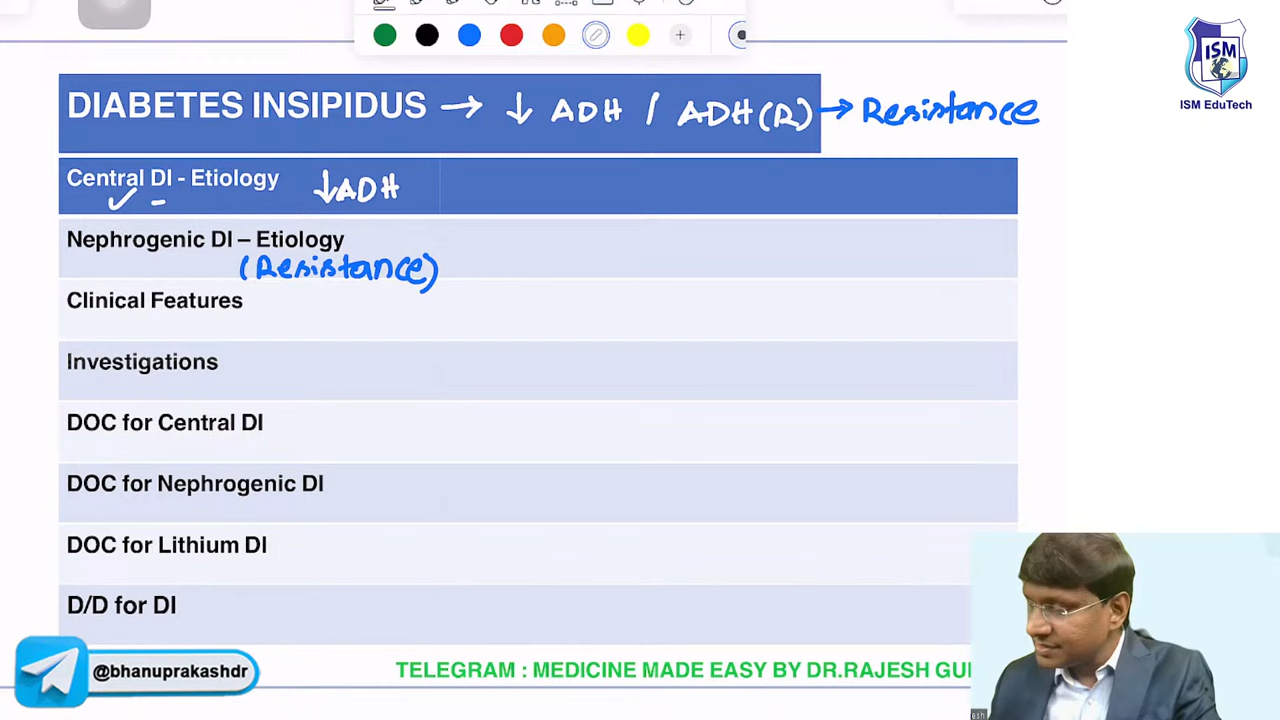 ISM
ISM EduTech
DIABETES INSIPIDUS → ↓ ADH / ADH(R) → Resistance
Central DI - Etiology ↓ADH
Nephrogenic DI – Etiology
(Resistance)
Clinical Features
Investigations
DOC for Central DI
DOC for Nephrogenic DI
DOC for Lithium DI
D/D for DI
@bhanuprakashdr
TELEGRAM : MEDICINE MADE EASY BY DR.RAJESH